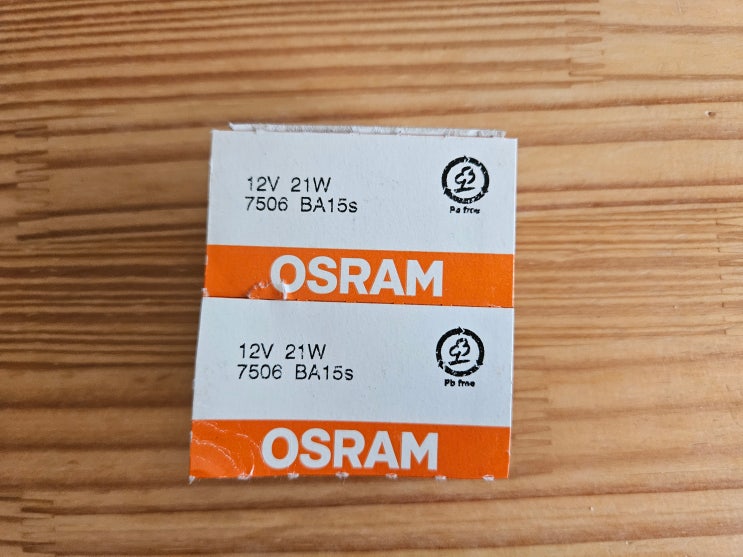 12V 21W
7506 BA15s
Pb free
OSRAM
12V 21W
7506 BA15s
Pb free
OSRAM